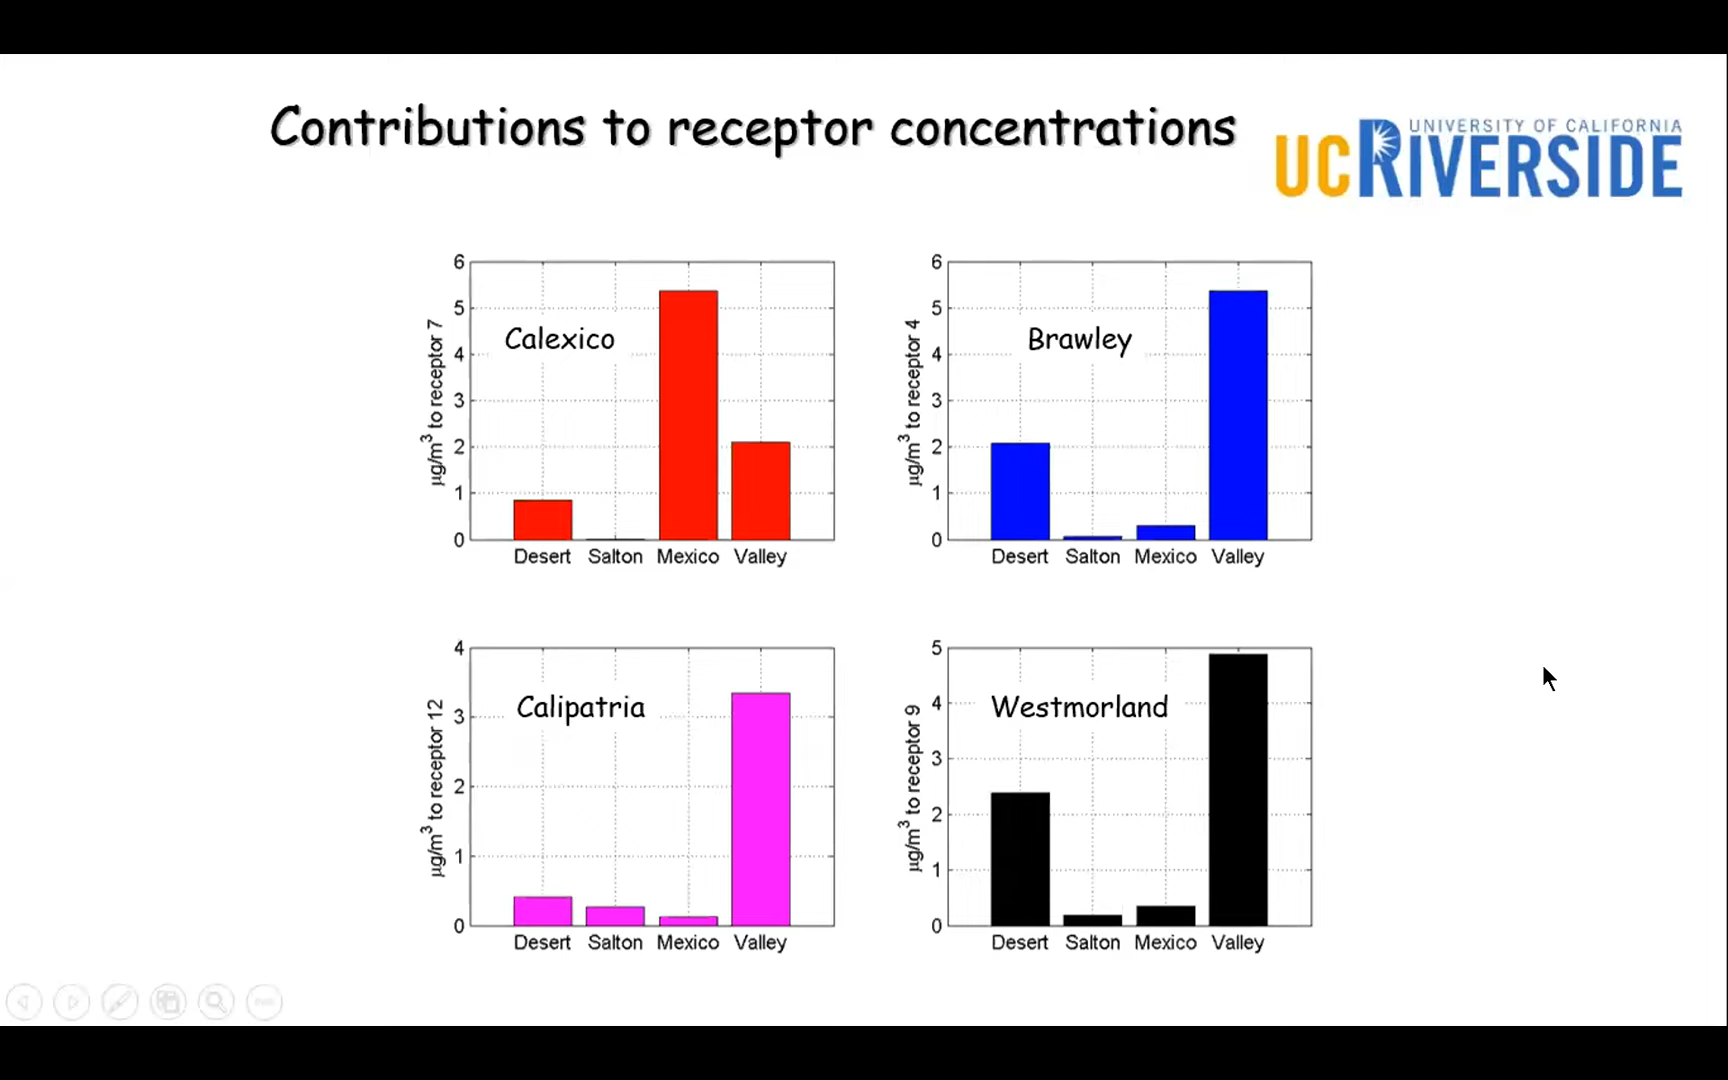 Contributions to receptor concentrations
UNIVERSITY OF CALIFORNIA
UCRIVERSIDE
6
5
4
3
2
1
0
µg/m³ to receptor 7
Calexico
Desert Salton Mexico Valley
6
5
4
3
2
1
0
µg/m³ to receptor 4
Brawley
Desert Salton Mexico Valley
4
3
2
1
0
µg/m³ to receptor 12
Calipatria
Desert Salton Mexico Valley
5
4
3
2
1
0
µg/m³ to receptor 9
Westmorland
Desert Salton Mexico Valley